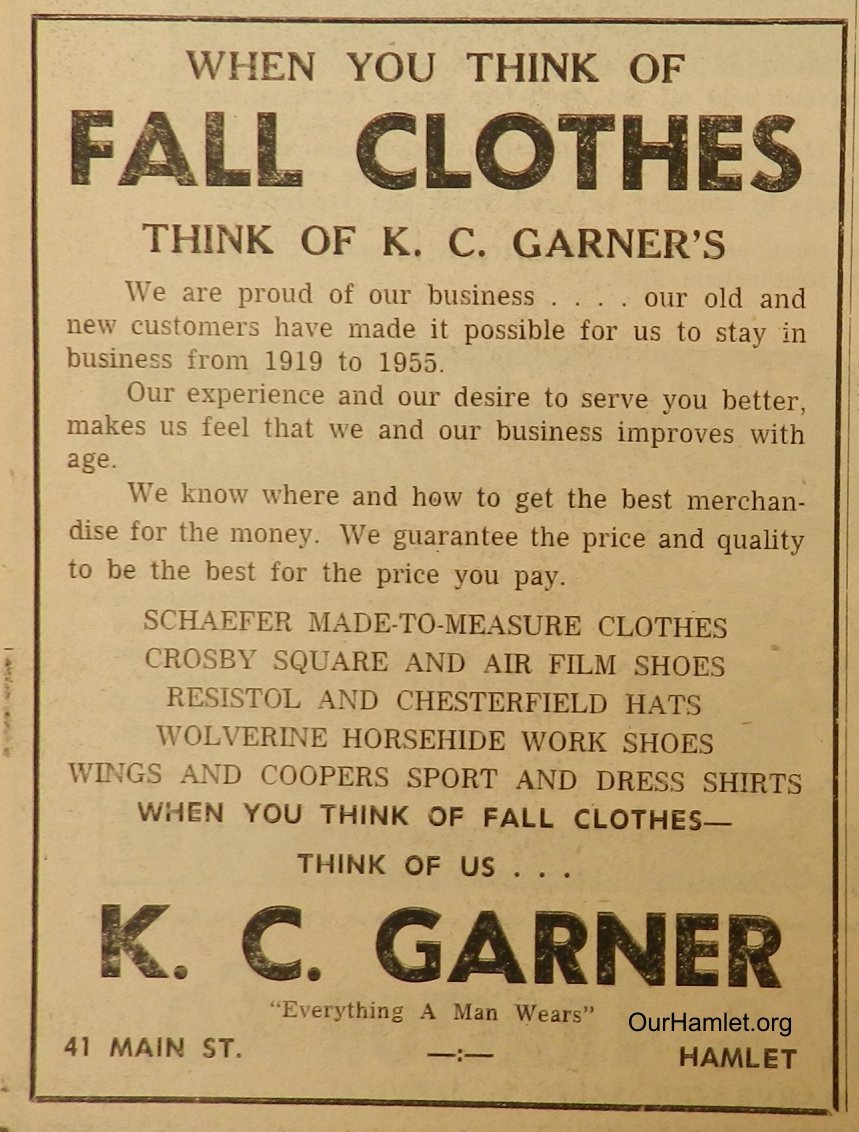 WHEN YOU THINK OF
FALL CLOTHES
THINK OF K. C. GARNER'S
We are proud of our business . . . . our old and
new customers have made it possible for us to stay in
business from 1919 to 1955.
Our experience and our desire to serve you better,
makes us feel that we and our business improves with
age.
We know where and how to get the best merchan-
dise for the money. We guarantee the price and quality
to be the best for the price you pay.
SCHAEFER MADE-TO-MEASURE CLOTHES
CROSBY SQUARE AND AIR FILM SHOES
RESISTOL AND CHESTERFIELD HATS
WOLVERINE HORSEHIDE WORK SHOES
WINGS AND COOPERS SPORT AND DRESS SHIRTS
WHEN YOU THINK OF FALL CLOTHES—
THINK OF US . . .
K. C. GARNER
"Everything A Man Wears"
OurHamlet.org
41 MAIN ST. —:— HAMLET